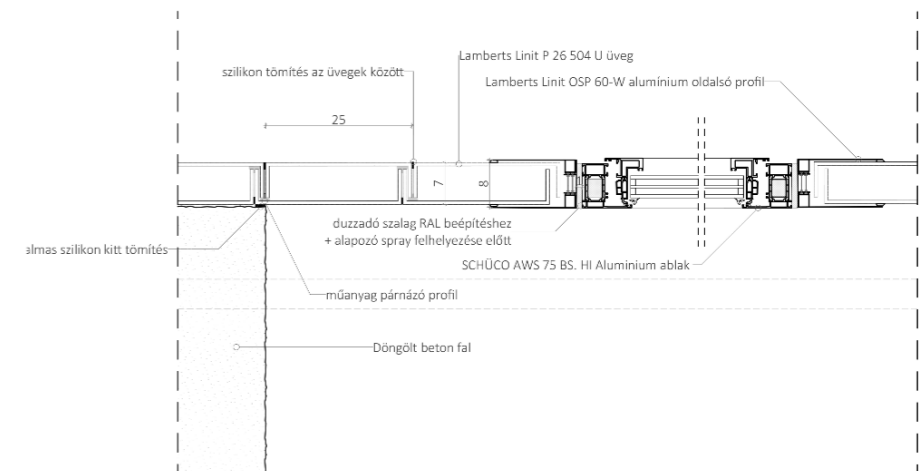 Lamberts Linit P 26 504 U üveg
szilikon tömítés az üvegek között
Lamberts Linit OSP 60-W alumínium oldalsó profil
25
7
8
duzzadó szalag RAL beépítéshez
+ alapozó spray felhelyezése előtt
almas szilikon kitt tömítés
SCHÜCO AWS 75 BS. HI Aluminium ablak
műanyag párnázó profil
Döngölt beton fal